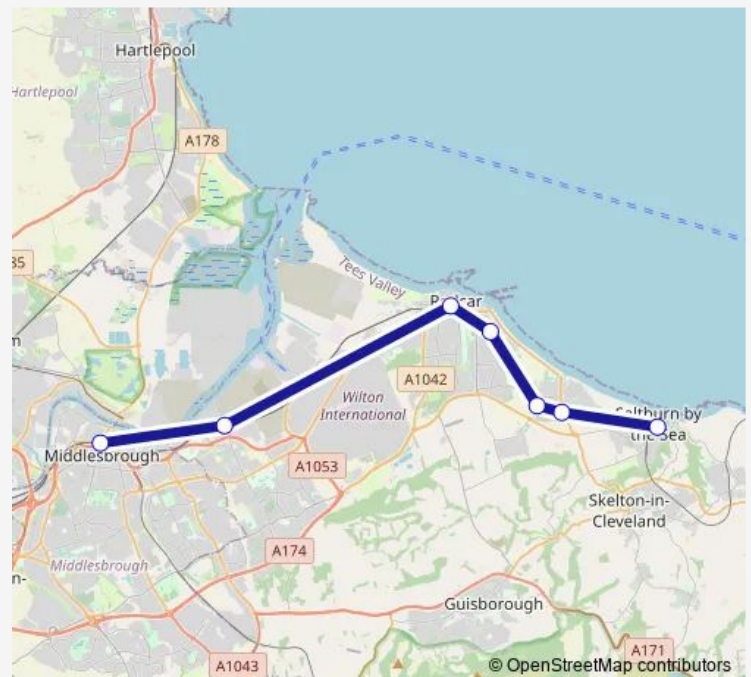 Hartlepool
Hartlepool
A178
Tees Valley
A1042
Wilton
International
Saltburn by
the Sea
Middlesbrough
A1053
Skelton-in-
Cleveland
A174
Middlesbrough
Guisborough
A171
A1043
© OpenStreetMap contributors